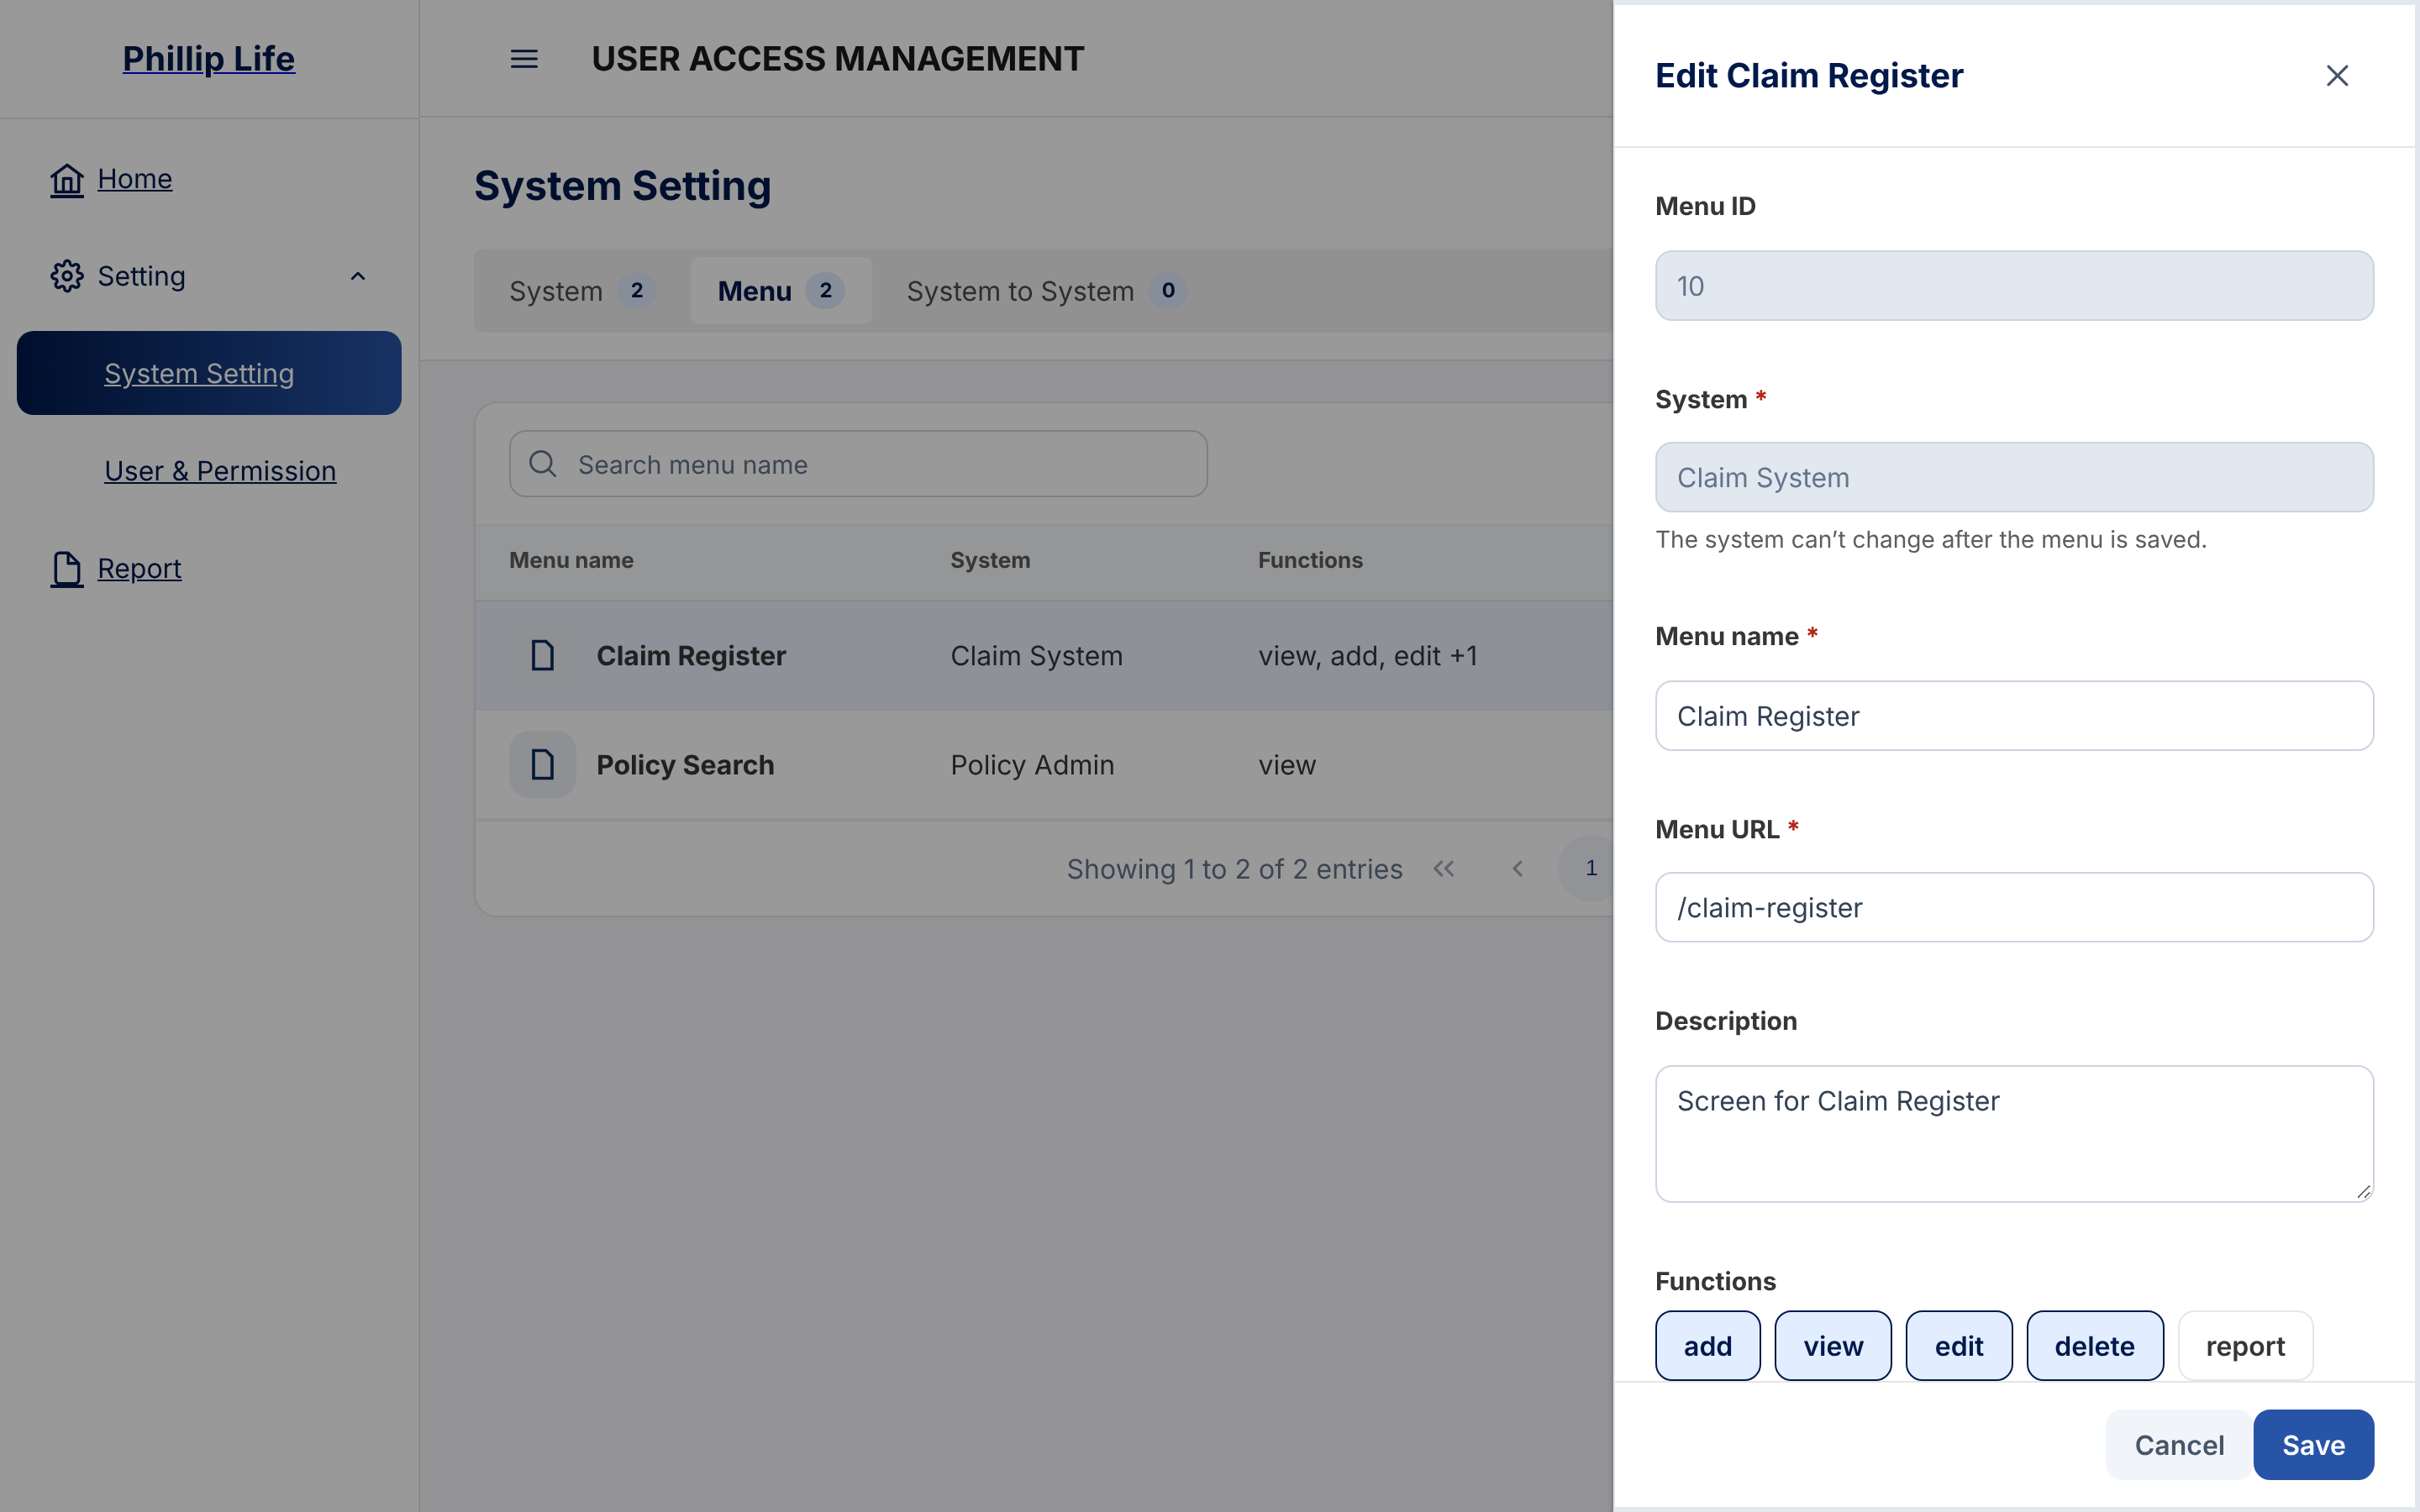 Phillip Life
USER ACCESS MANAGEMENT
Home
Setting
System Setting
User & Permission
Report
System Setting
System 2 Menu 2 System to System 0
Search menu name
Menu name System Functions
Claim Register Claim System view, add, edit +1
Policy Search Policy Admin view
Showing 1 to 2 of 2 entries 1
Edit Claim Register
Menu ID
10
System *
Claim System
The system can’t change after the menu is saved.
Menu name *
Claim Register
Menu URL *
/claim-register
Description
Screen for Claim Register
Functions
add view edit delete report
Cancel Save